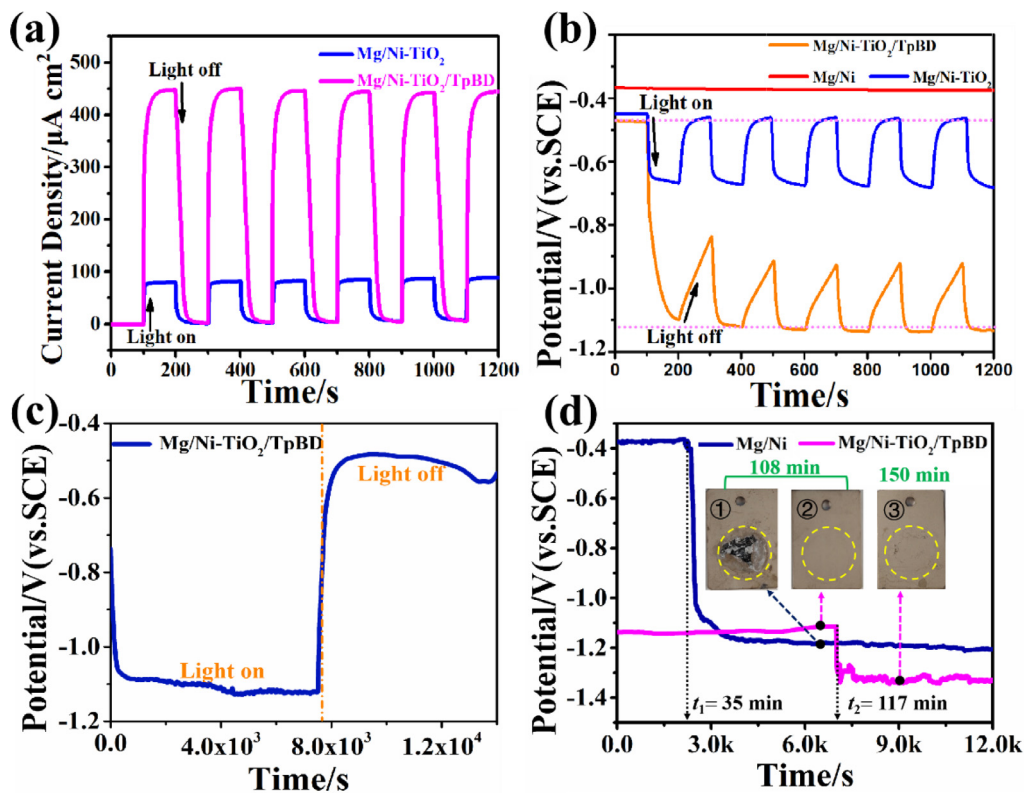 (a)
Current Density/μA cm²
500
400
300
200
100
0
Light off
Mg/Ni-TiO₂
Mg/Ni-TiO₂/TpBD
Light on
0 200 400 600 800 1000 1200
Time/s
(b)
Potential/V(vs.SCE)
-0.4
-0.6
-0.8
-1.0
-1.2
Mg/Ni-TiO₂/TpBD
Mg/Ni Mg/Ni-TiO₂
Light on
Light off
0 200 400 600 800 1000 1200
Time/s
(c)
Potential/V(vs.SCE)
-0.4
-0.6
-0.8
-1.0
-1.2
Mg/Ni-TiO₂/TpBD
Light off
Light on
0.0 4.0x10³ 8.0x10³ 1.2x10⁴
Time/s
(d)
Potential/V(vs.SCE)
-0.4
-0.6
-0.8
-1.0
-1.2
-1.4
Mg/Ni Mg/Ni-TiO₂/TpBD
108 min 150 min
① ② ③
t₁= 35 min t₂= 117 min
0.0 3.0k 6.0k 9.0k 12.0k
Time/s